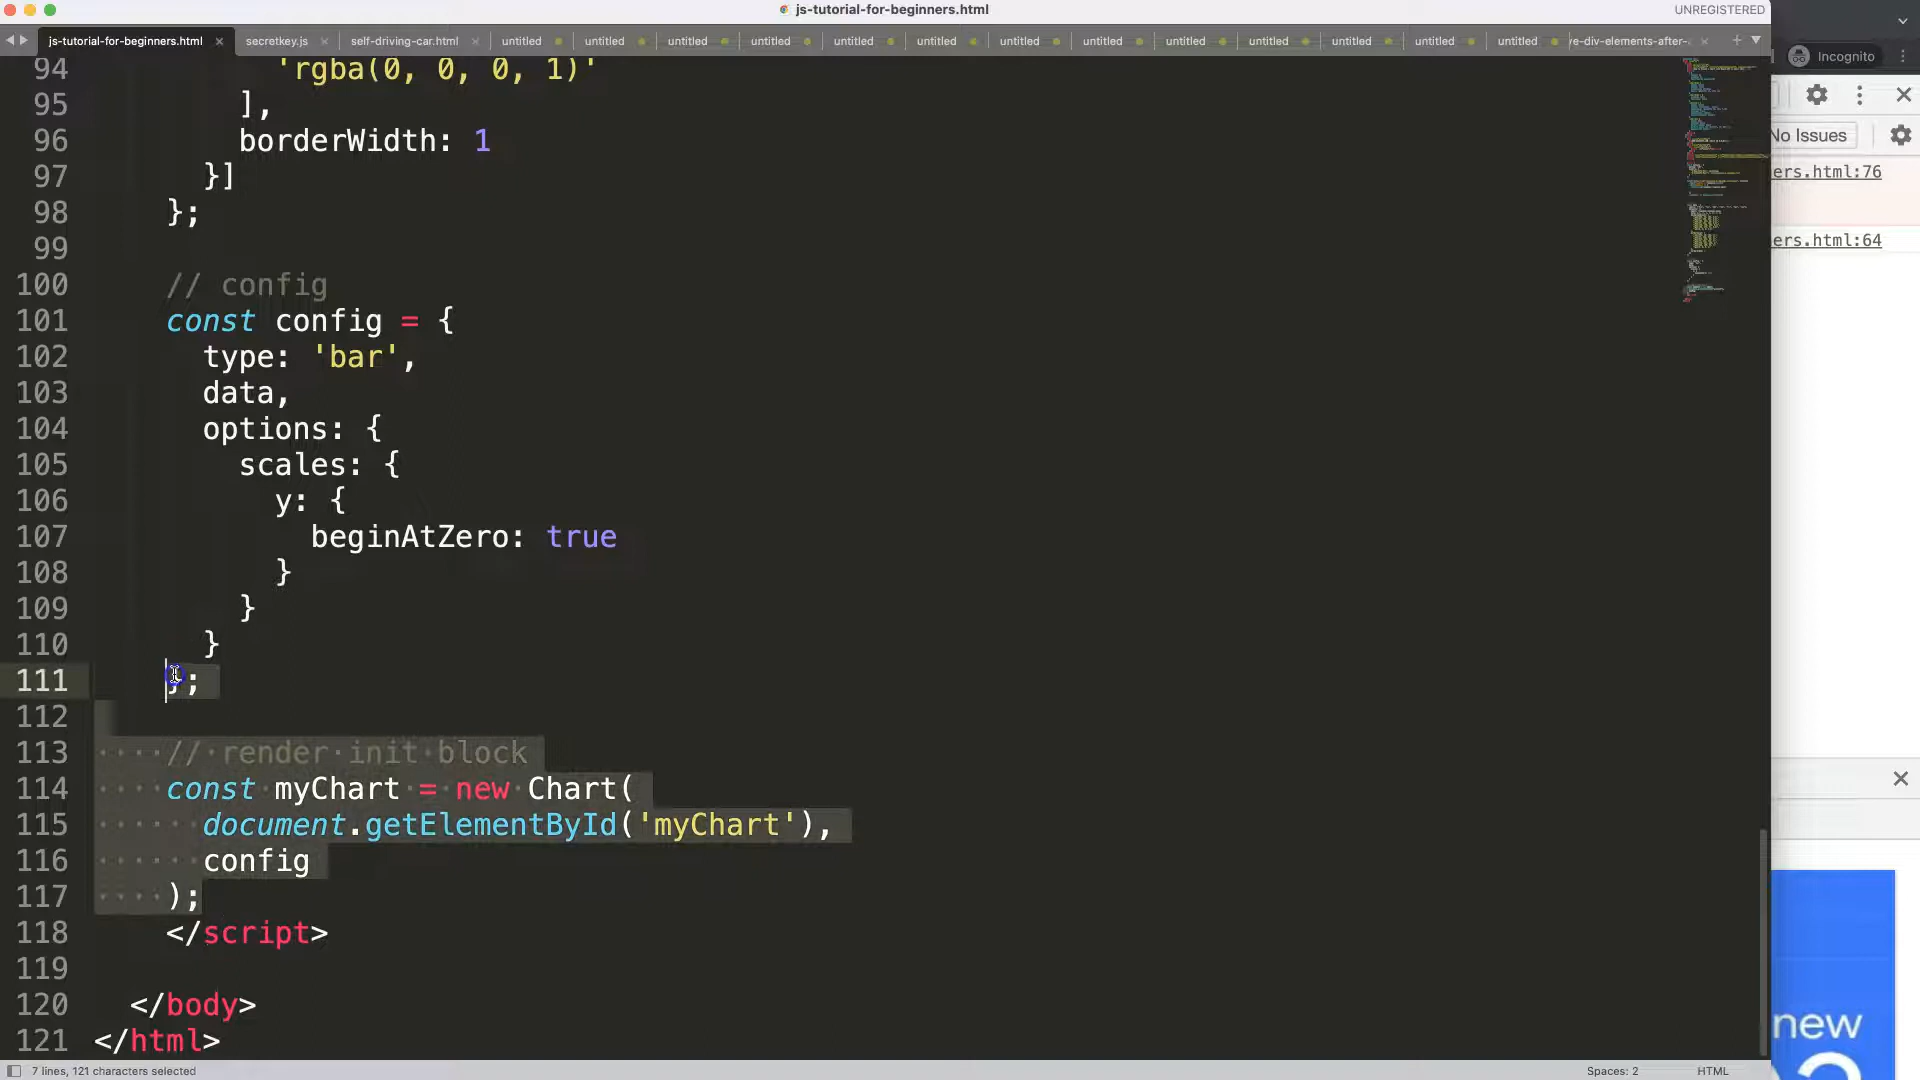 js-tutorial-for-beginners.html
UNREGISTERED
js-tutorial-for-beginners.html × secretkey.js × self-driving-car.html × untitled untitled untitled untitled untitled untitled untitled untitled untitled untitled untitled untitled untitled ve-div-elements-after-. ×
Incognito
No Issues
ers.html:76
ers.html:64
94 'rgba(0, 0, 0, 1)'
95 ],
96 borderWidth: 1
97 }]
98 };
99
100 // config
101 const config = {
102 type: 'bar',
103 data,
104 options: {
105 scales: {
106 y: {
107 beginAtZero: true
108 }
109 }
110 }
111 };
112
113 // render init block
114 const myChart = new Chart(
115 document.getElementById('myChart'),
116 config
117 );
118 </script>
119
120 </body>
121 </html>
new
7 lines, 121 characters selected
Spaces: 2
HTML